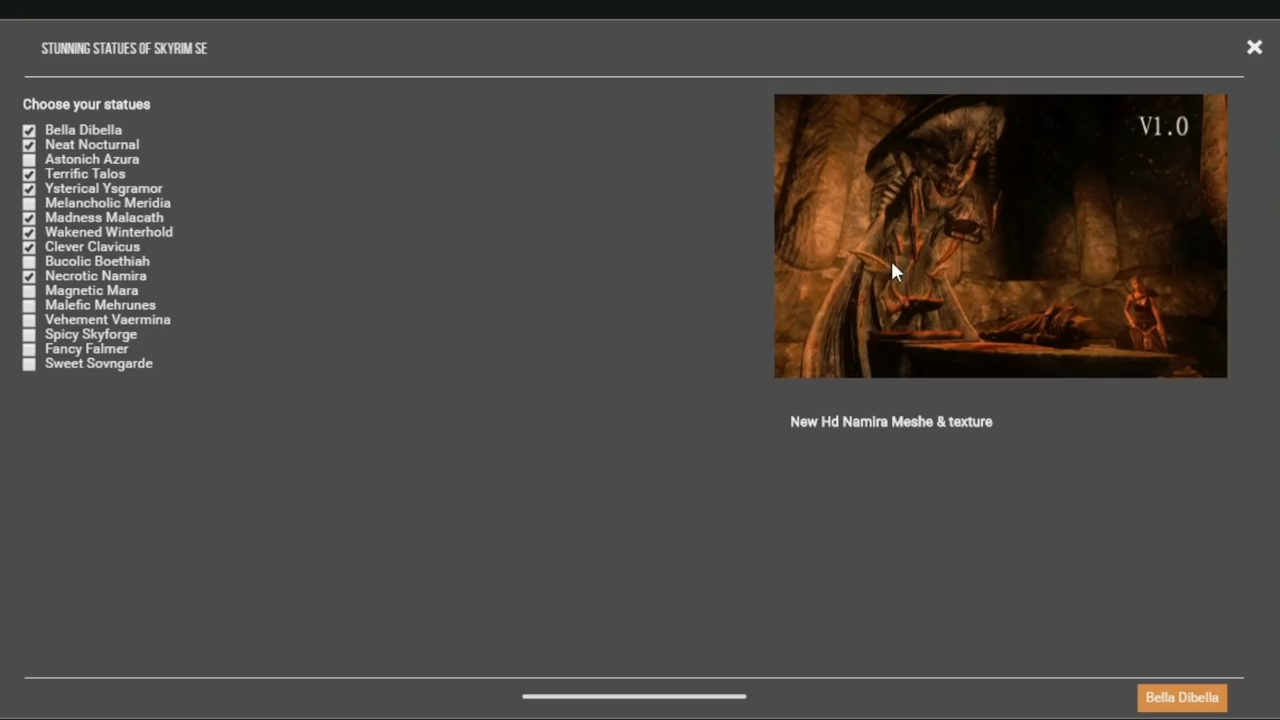 STUNNING STATUES OF SKYRIM SE
Choose your statues
Bella Dibella
Neat Nocturnal
Astonich Azura
Terrific Talos
Ysterical Ysgramor
Melancholic Meridia
Madness Malacath
Wakened Winterhold
Clever Clavicus
Bucolic Boethiah
Necrotic Namira
Magnetic Mara
Malefic Mehrunes
Vehement Vaermina
Spicy Skyforge
Fancy Falmer
Sweet Sovngarde
V1.0
New Hd Namira Meshe & texture
Bella Dibella